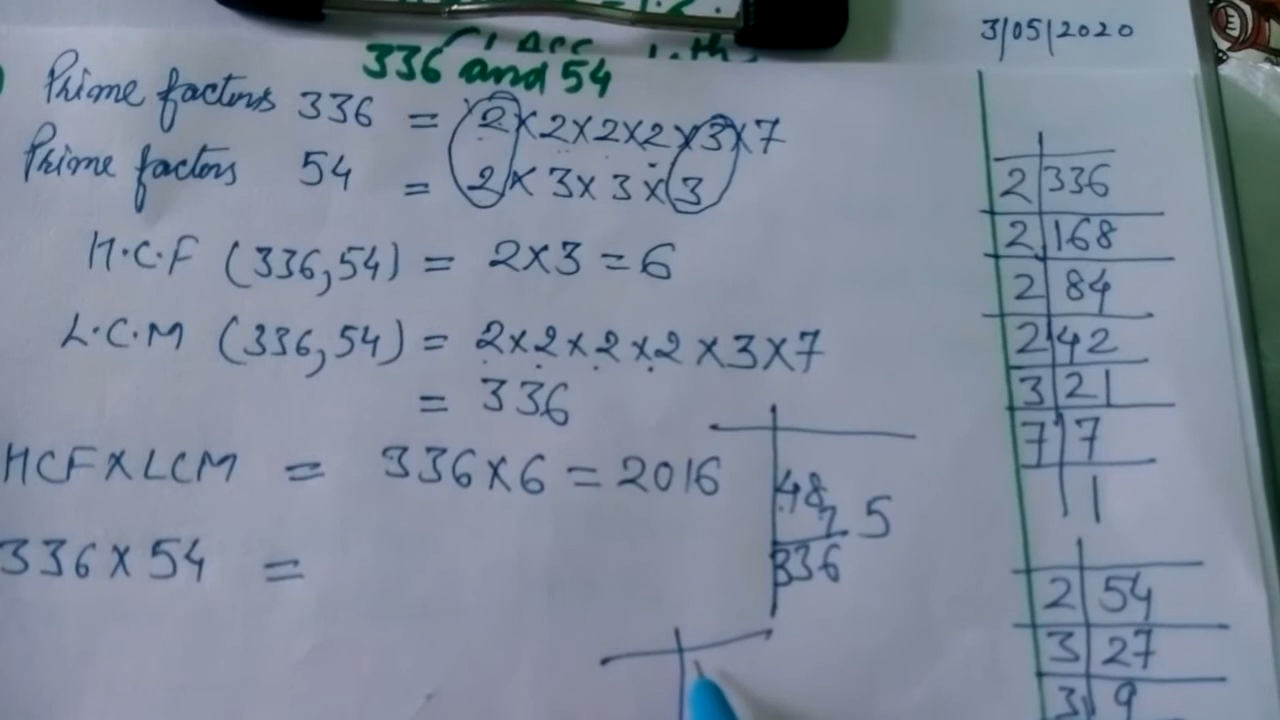 3/05/2020
336 and 54
Prime factors 336 = 2×2×2×2×3×7
Prime factors 54 = 2×3×3×3
H.C.F (336,54) = 2×3 = 6
L.C.M (336,54) = 2×2×2×2×3×7
= 336
HCF×LCM = 336×6 = 2016
336×54 =
48
7 5
336
2 336
2 168
2 84
2 42
3 21
7 7
1
2 54
3 27
3 9